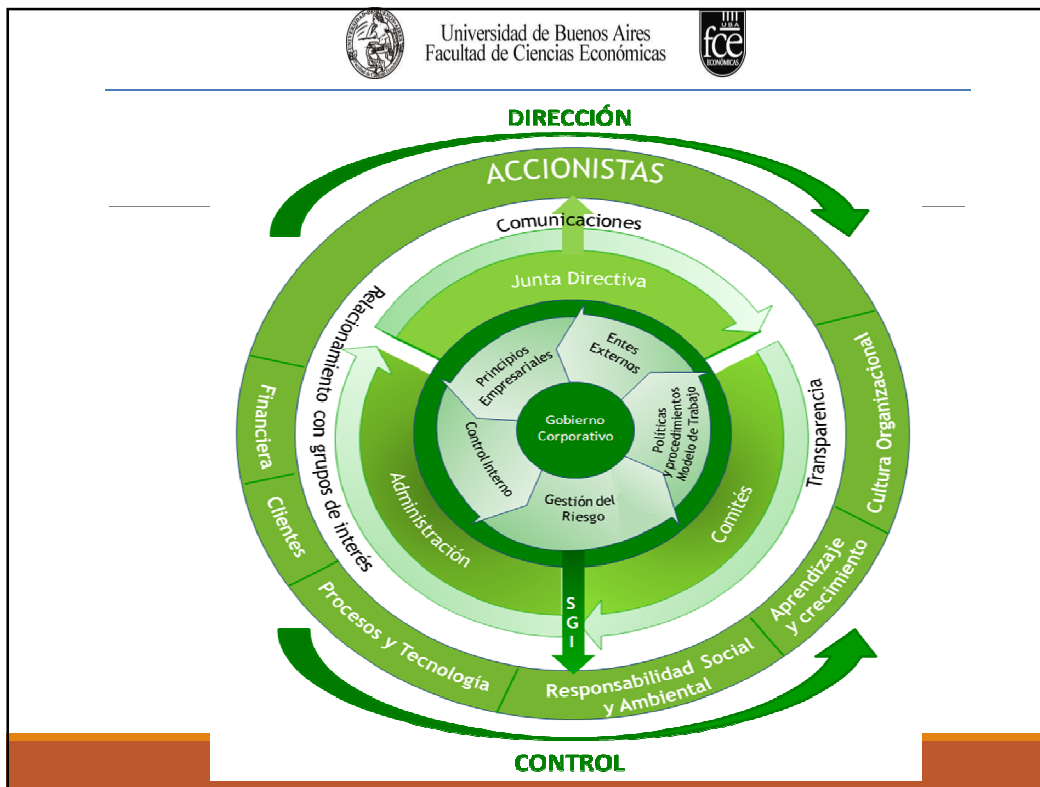 Universidad de Buenos Aires
Facultad de Ciencias Económicas
UBA
fce
ECONÓMICAS
DIRECCIÓN
ACCIONISTAS
Comunicaciones
Junta Directiva
Relacionamiento con grupos de interés
Transparencia
Principios
Empresariales
Entes
Externos
Políticas
y procedimientos
Modelo de Trabajo
Gobierno
Corporativo
Control Interno
Gestión del
Riesgo
Administración
Comités
S
G
I
Financiera
Clientes
Procesos y Tecnología
Responsabilidad Social
y Ambiental
Aprendizaje
y crecimiento
Cultura Organizacional
CONTROL